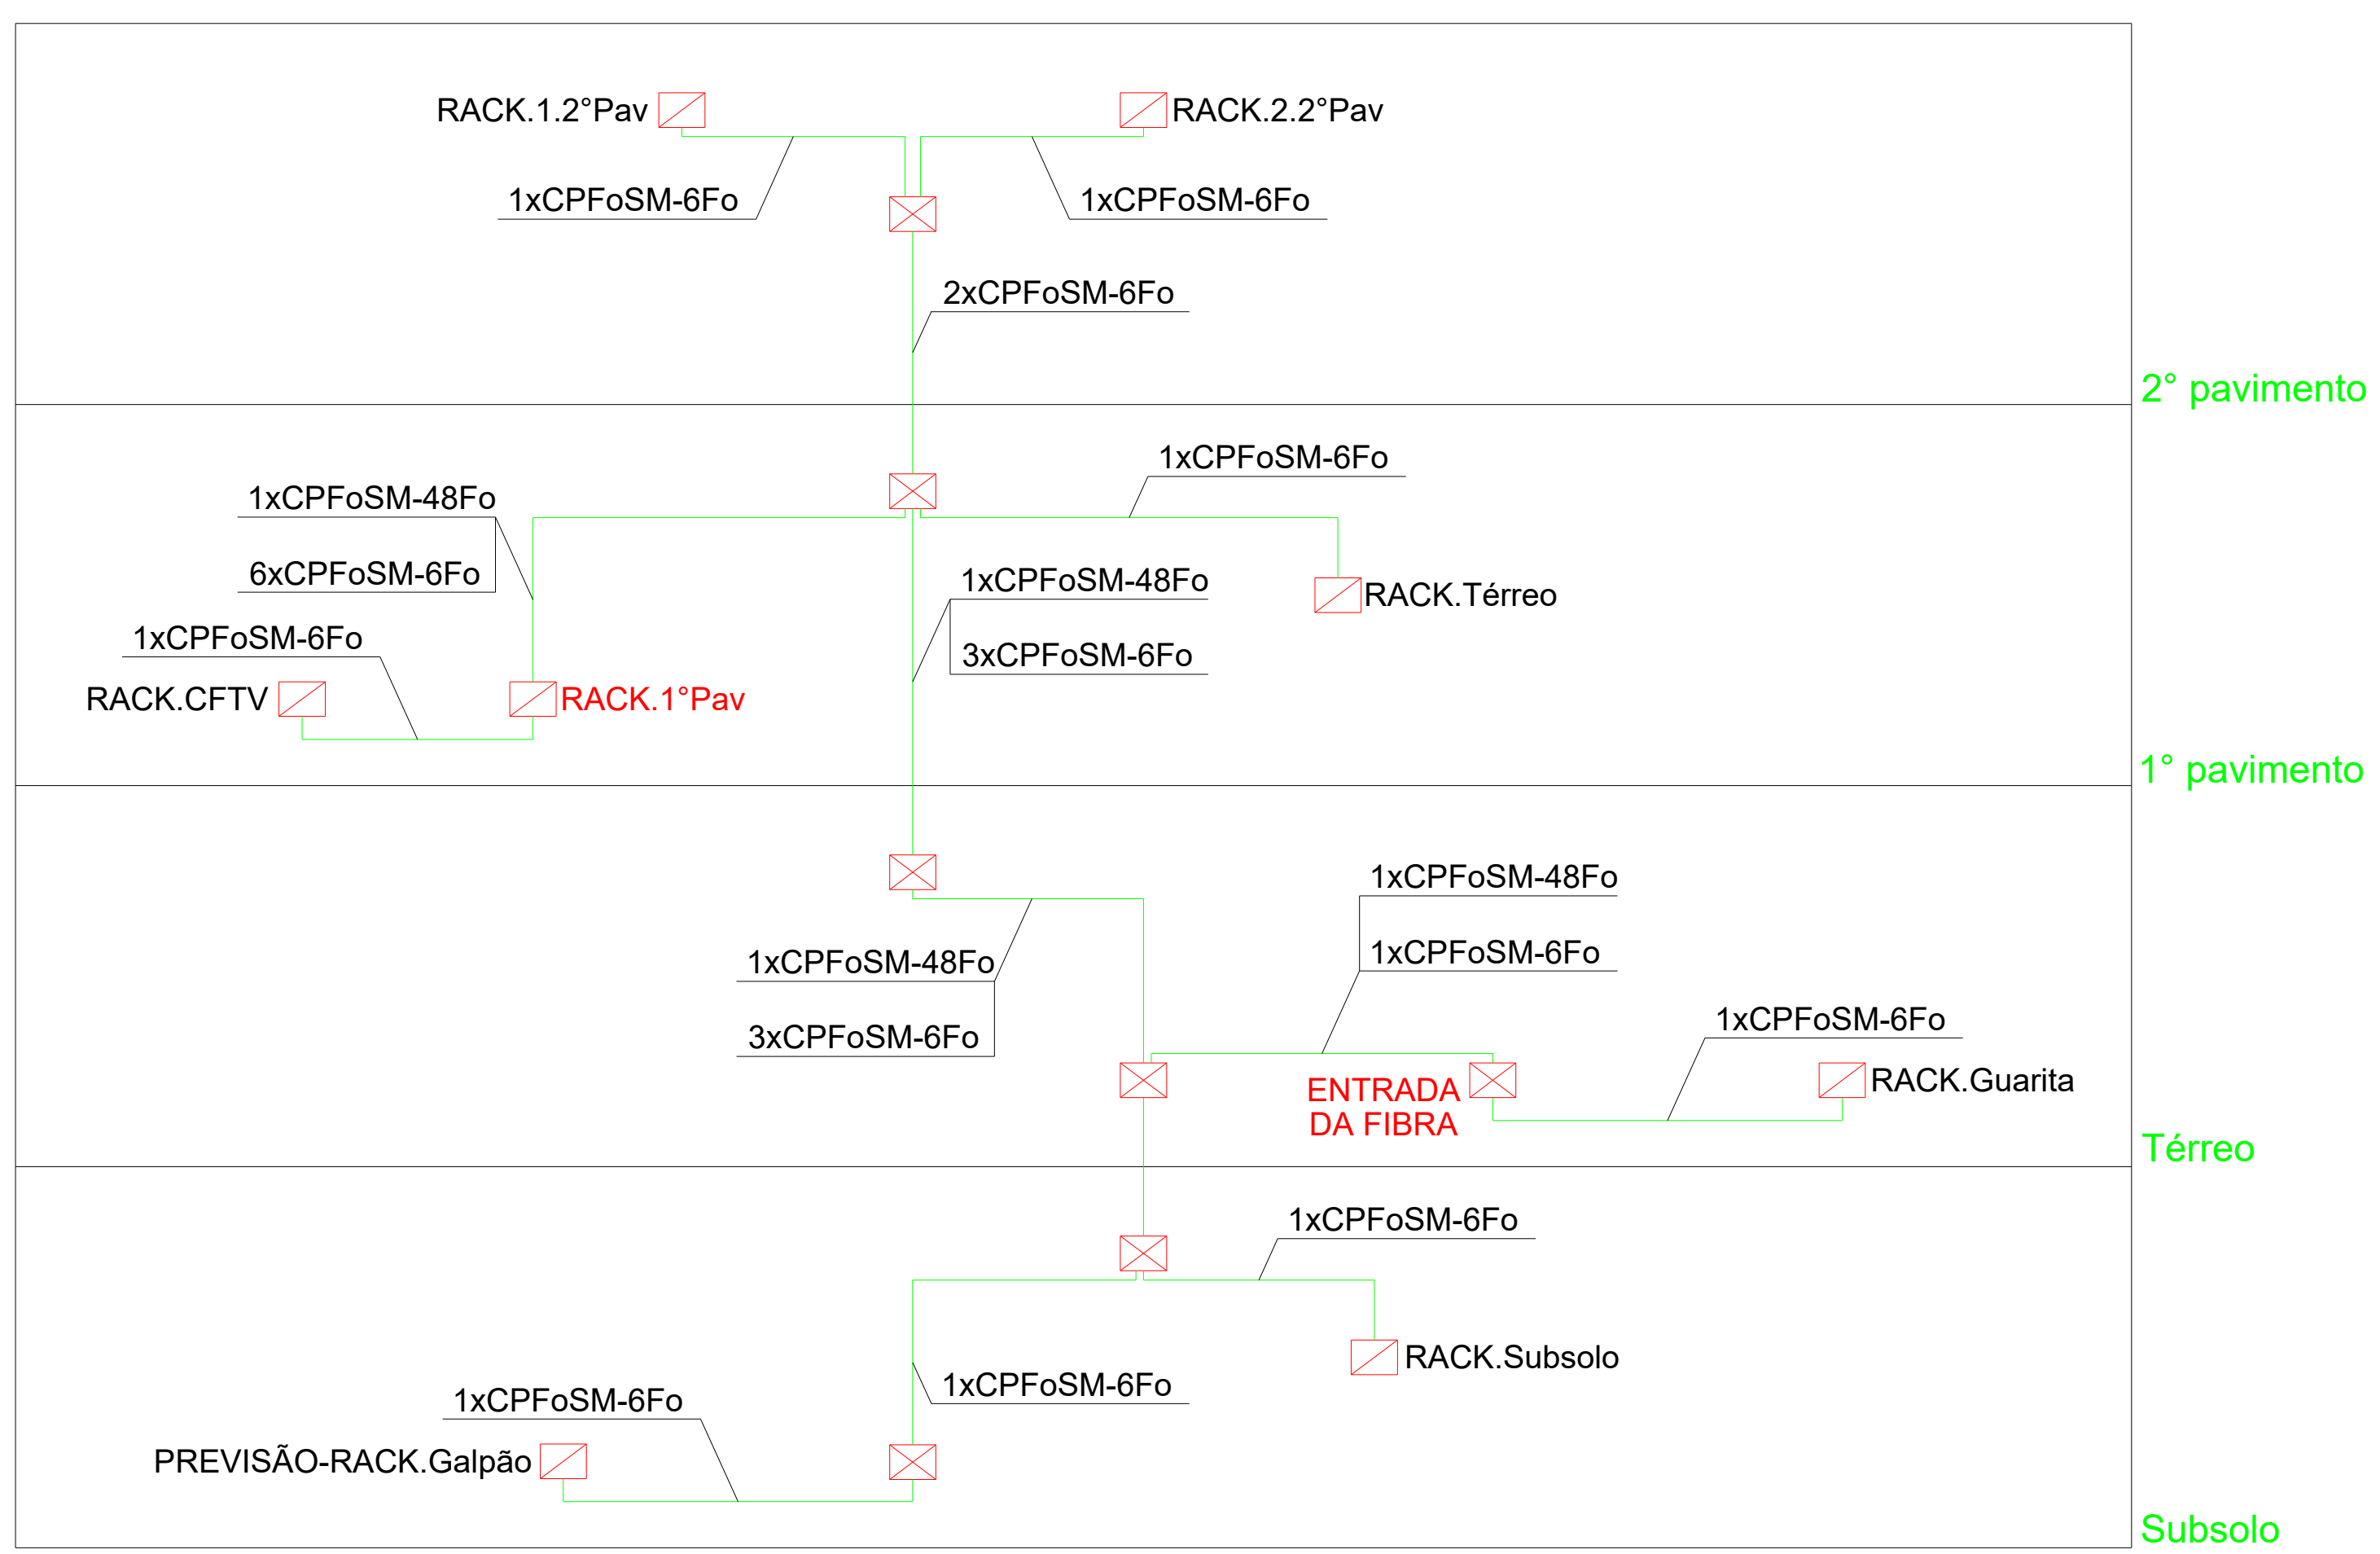 RACK.1.2°Pav
RACK.2.2°Pav
1xCPFoSM-6Fo
1xCPFoSM-6Fo
2xCPFoSM-6Fo
2° pavimento
1xCPFoSM-6Fo
1xCPFoSM-48Fo
6xCPFoSM-6Fo
1xCPFoSM-48Fo
RACK.Térreo
1xCPFoSM-6Fo
3xCPFoSM-6Fo
RACK.CFTV
RACK.1°Pav
1° pavimento
1xCPFoSM-48Fo
1xCPFoSM-6Fo
1xCPFoSM-48Fo
3xCPFoSM-6Fo
1xCPFoSM-6Fo
ENTRADA
DA FIBRA
RACK.Guarita
Térreo
1xCPFoSM-6Fo
RACK.Subsolo
1xCPFoSM-6Fo
1xCPFoSM-6Fo
PREVISÃO-RACK.Galpão
Subsolo